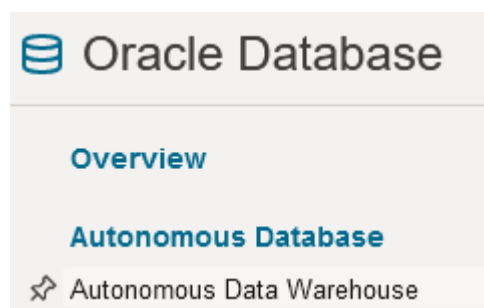 Oracle Database
Overview
Autonomous Database
Autonomous Data Warehouse